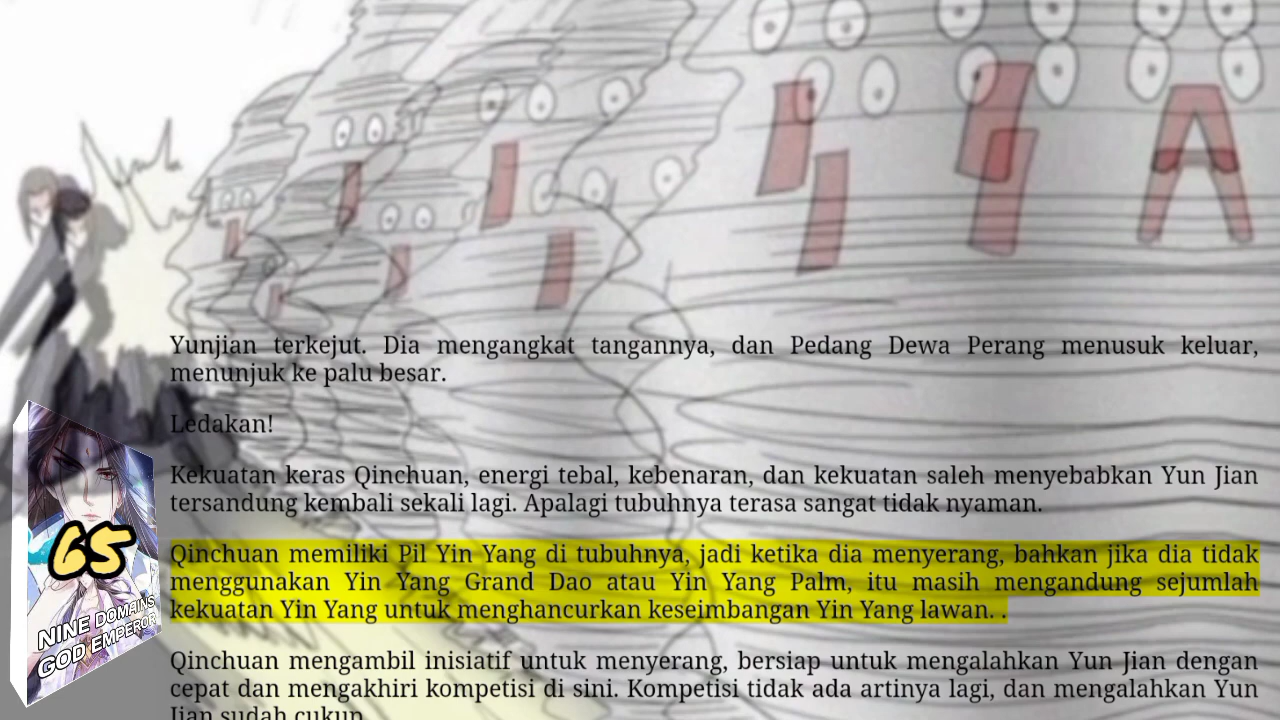 Yunjian terkejut. Dia mengangkat tangannya, dan Pedang Dewa Perang menusuk keluar,
menunjuk ke palu besar.
Ledakan!
Kekuatan keras Qinchuan, energi tebal, kebenaran, dan kekuatan saleh menyebabkan Yun Jian
tersandung kembali sekali lagi. Apalagi tubuhnya terasa sangat tidak nyaman.
Qinchuan memiliki Pil Yin Yang di tubuhnya, jadi ketika dia menyerang, bahkan jika dia tidak
menggunakan Yin Yang Grand Dao atau Yin Yang Palm, itu masih mengandung sejumlah
kekuatan Yin Yang untuk menghancurkan keseimbangan Yin Yang lawan. .
Qinchuan mengambil inisiatif untuk menyerang, bersiap untuk mengalahkan Yun Jian dengan
cepat dan mengakhiri kompetisi di sini. Kompetisi tidak ada artinya lagi, dan mengalahkan Yun
Jian sudah cukup.
65
NINE DOMAINS
GOD EMPEROR